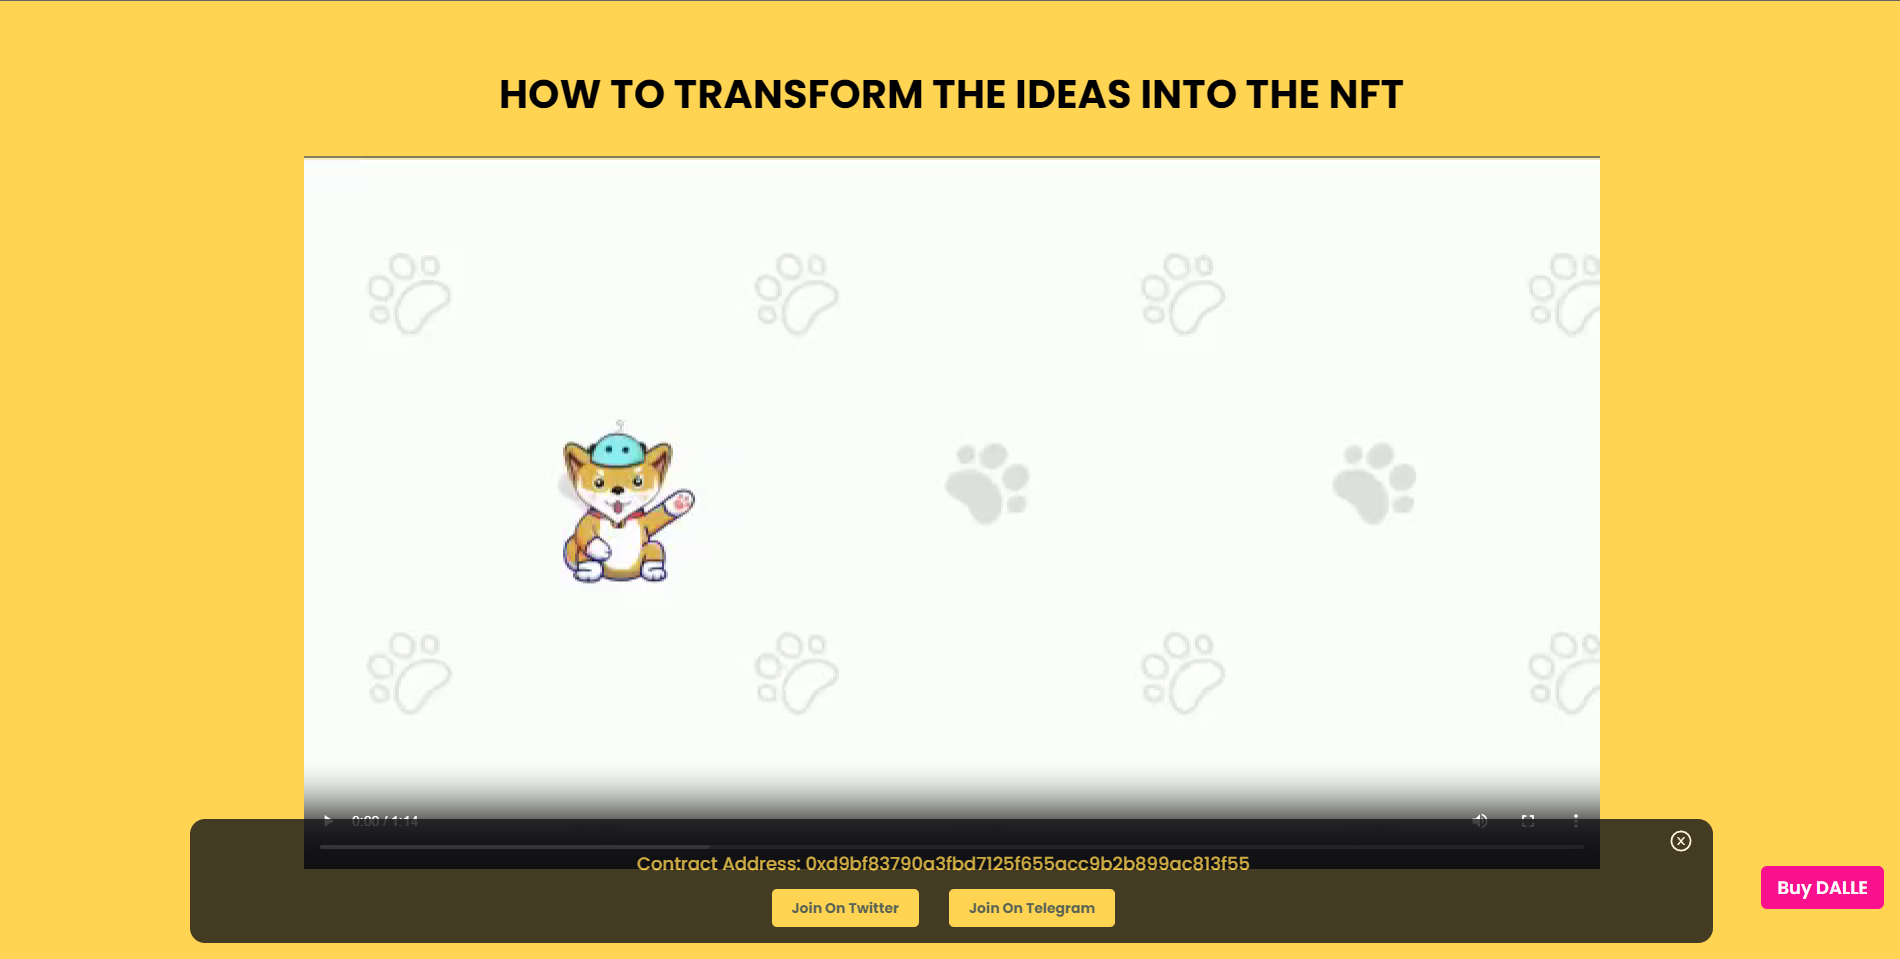 HOW TO TRANSFORM THE IDEAS INTO THE NFT
0:00 / 1:14
Contract Address: 0xd9bf83790a3fbd7125f655acc9b2b899ac813f55
Join On Twitter
Join On Telegram
Buy DALLE